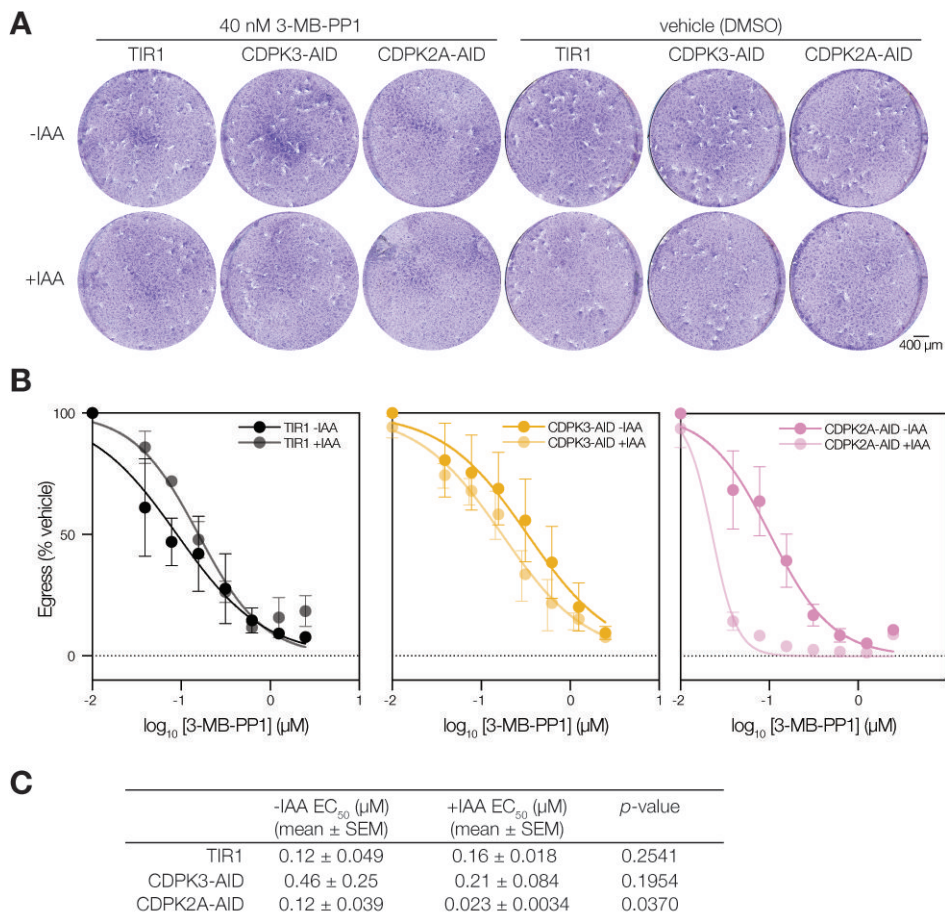 A
40 nM 3-MB-PP1 vehicle (DMSO)
TIR1 CDPK3-AID CDPK2A-AID TIR1 CDPK3-AID CDPK2A-AID
-IAA
+IAA
400 µm
B
Egress (% vehicle)
100
50
0
TIR1 -IAA
TIR1 +IAA
-2 -1 0 1
log₁₀ [3-MB-PP1] (µM)
CDPK3-AID -IAA
CDPK3-AID +IAA
-2 -1 0 1
log₁₀ [3-MB-PP1] (µM)
CDPK2A-AID -IAA
CDPK2A-AID +IAA
-2 -1 0 1
log₁₀ [3-MB-PP1] (µM)
C
-IAA EC₅₀ (µM) +IAA EC₅₀ (µM) p-value
(mean ± SEM) (mean ± SEM)
TIR1 0.12 ± 0.049 0.16 ± 0.018 0.2541
CDPK3-AID 0.46 ± 0.25 0.21 ± 0.084 0.1954
CDPK2A-AID 0.12 ± 0.039 0.023 ± 0.0034 0.0370